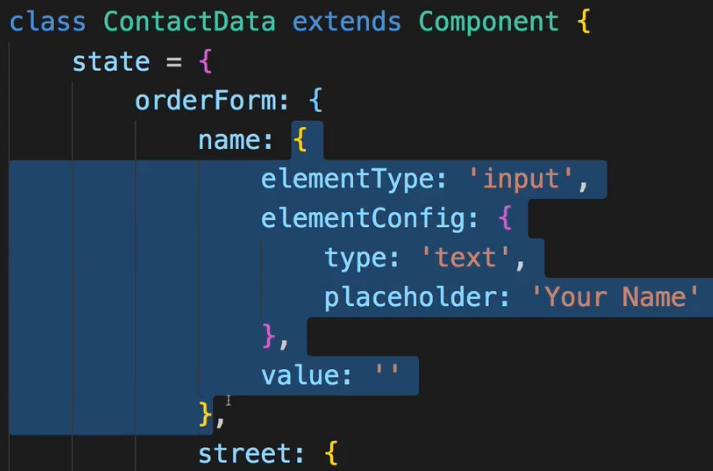 class ContactData extends Component {
state = {
orderForm: {
name: {
elementType: 'input',
elementConfig: {
type: 'text',
placeholder: 'Your Name'
},
value: ''
},
street: {